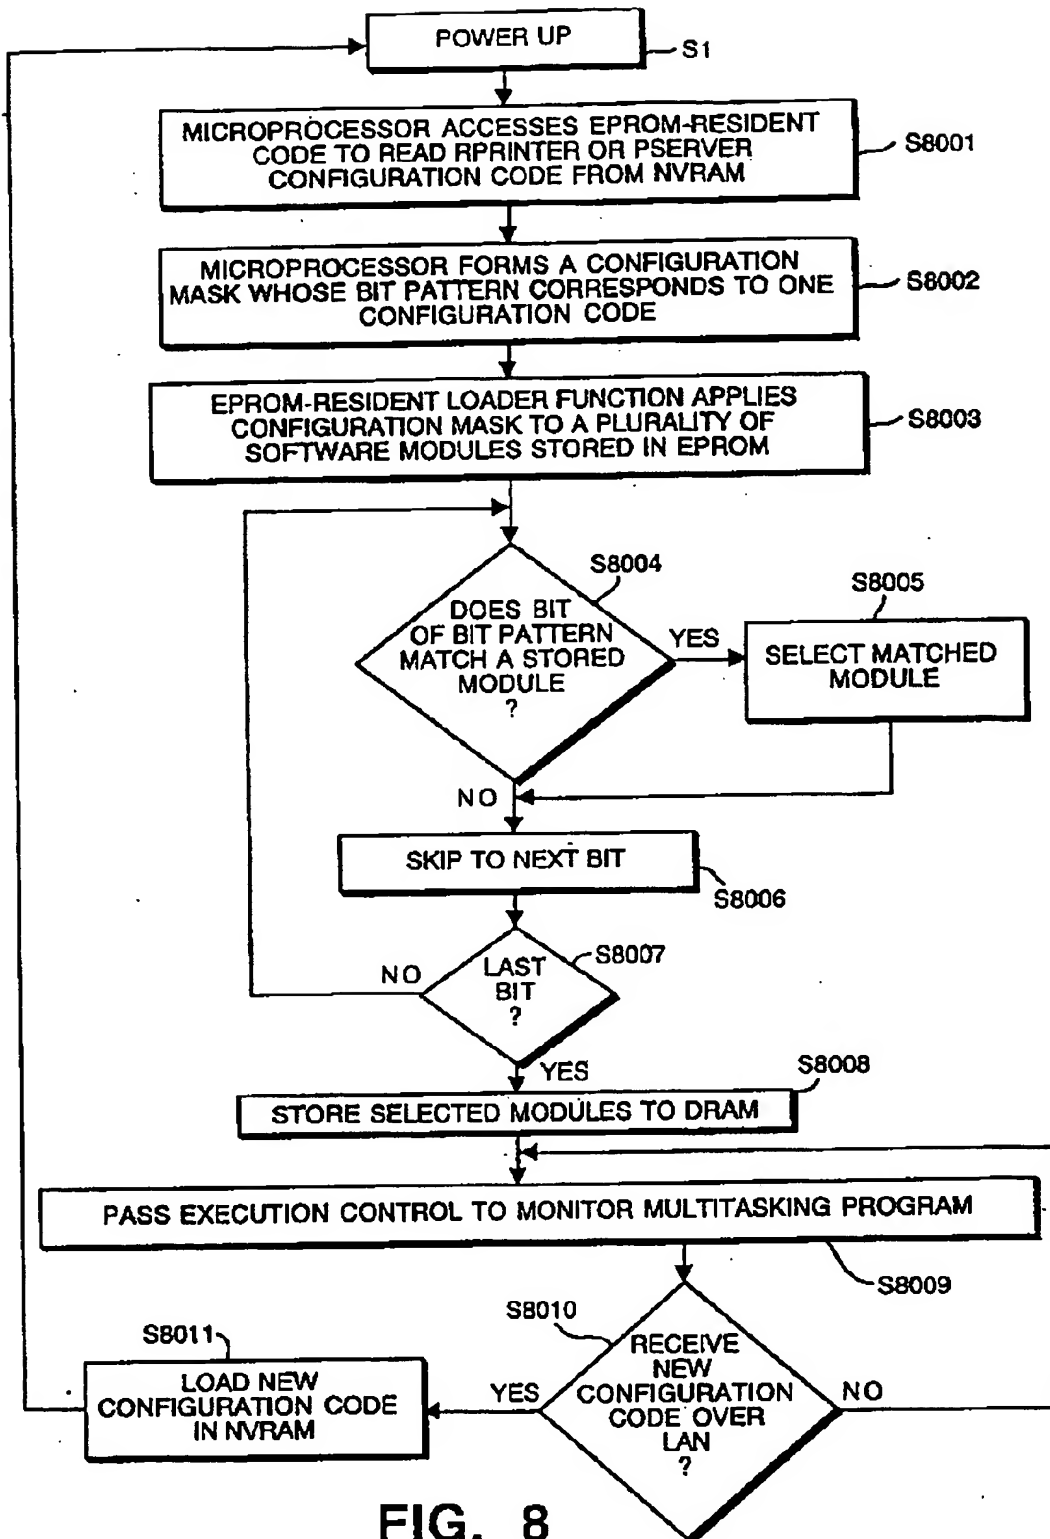 POWER UP
S1
MICROPROCESSOR ACCESSES EPROM-RESIDENT
CODE TO READ RPRINTER OR PSERVER
CONFIGURATION CODE FROM NVRAM
S8001
MICROPROCESSOR FORMS A CONFIGURATION
MASK WHOSE BIT PATTERN CORRESPONDS TO ONE
CONFIGURATION CODE
S8002
EPROM-RESIDENT LOADER FUNCTION APPLIES
CONFIGURATION MASK TO A PLURALITY OF
SOFTWARE MODULES STORED IN EPROM
S8003
S8004
DOES BIT
OF BIT PATTERN
MATCH A STORED
MODULE
?
YES
S8005
SELECT MATCHED
MODULE
NO
SKIP TO NEXT BIT
S8006
S8007
LAST
BIT
?
NO
YES
S8008
STORE SELECTED MODULES TO DRAM
PASS EXECUTION CONTROL TO MONITOR MULTITASKING PROGRAM
S8009
S8010
RECEIVE
NEW
CONFIGURATION
CODE OVER
LAN
?
YES
NO
S8011
LOAD NEW
CONFIGURATION CODE
IN NVRAM
FIG. 8